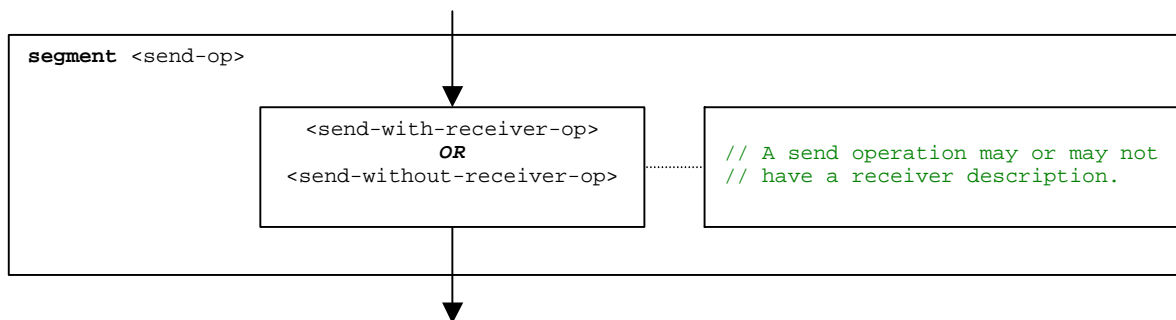 segment <send-op>
<send-with-receiver-op>
OR
<send-without-receiver-op>
// A send operation may or may not
// have a receiver description.